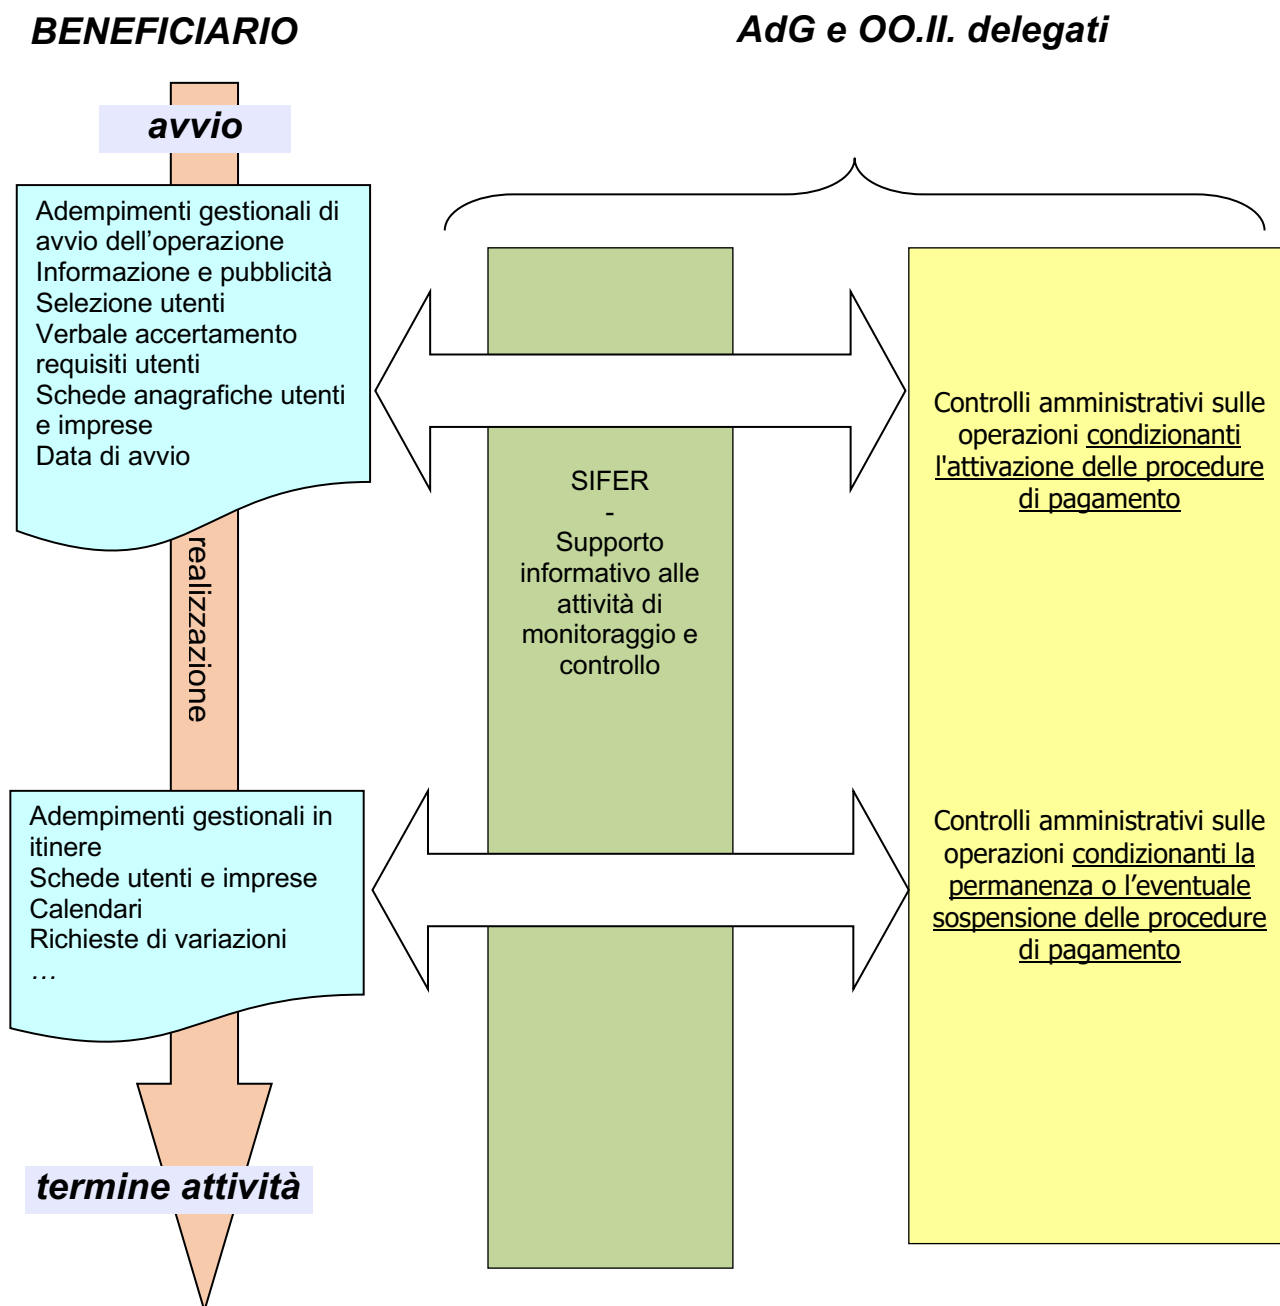 BENEFICIARIO
AdG e OO.II. delegati
avvio
Adempimenti gestionali di
avvio dell’operazione
Informazione e pubblicità
Selezione utenti
Verbale accertamento
requisiti utenti
Schede anagrafiche utenti
e imprese
Data di avvio
realizzazione
SIFER
-
Supporto
informativo alle
attività di
monitoraggio e
controllo
Controlli amministrativi sulle
operazioni condizionanti
l'attivazione delle procedure
di pagamento
Adempimenti gestionali in
itinere
Schede utenti e imprese
Calendari
Richieste di variazioni
…
Controlli amministrativi sulle
operazioni condizionanti la
permanenza o l’eventuale
sospensione delle procedure
di pagamento
termine attività